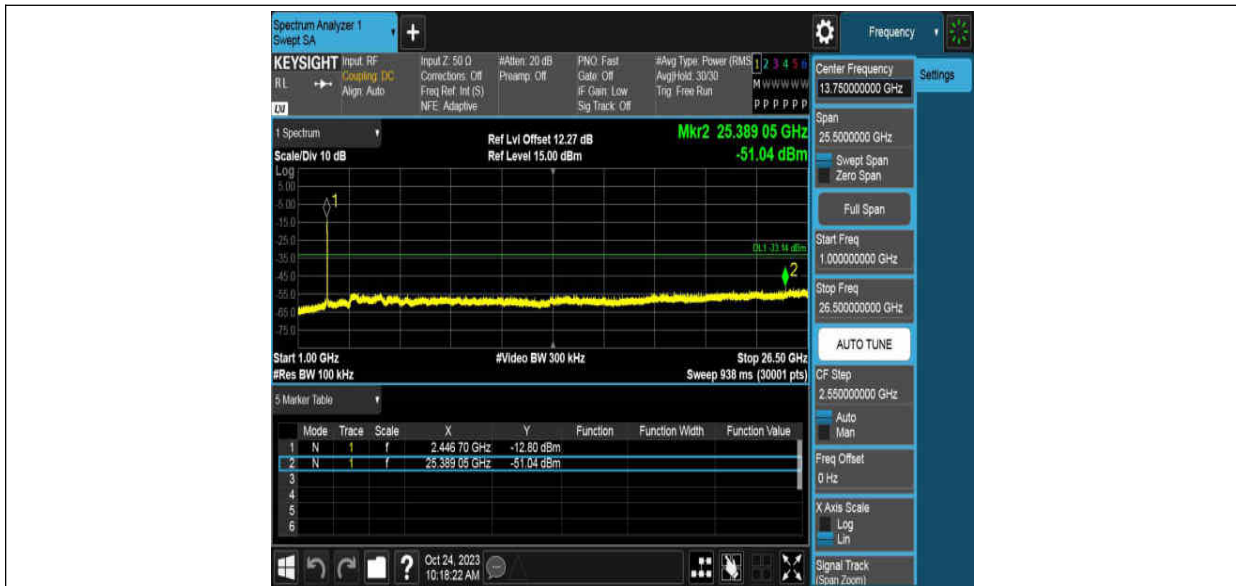 Spectrum Analyzer 1
Swept SA
+
Frequency
KEYSIGHT
RL
LXI
Input: RF
Coupling: DC
Align: Auto
Input Z: 50 Ω
Corrections: Off
Freq Ref: Int (S)
NFE: Adaptive
#Atten: 20 dB
Preamp: Off
PNO: Fast
Gate: Off
IF Gain: Low
Sig Track: Off
#Avg Type: Power (RMS
Avg|Hold: 30/30
Trig: Free Run
1 2 3 4 5 6
M W W W W W
P P P P P P
1 Spectrum
Scale/Div 10 dB
Ref Lvl Offset 12.27 dB
Ref Level 15.00 dBm
Mkr2 25.389 05 GHz
-51.04 dBm
Log
5.00
-5.00
-15.0
-25.0
-35.0
-45.0
-55.0
-65.0
-75.0
1
DL1 -33.14 dBm
2
Start 1.00 GHz
#Video BW 300 kHz
Stop 26.50 GHz
#Res BW 100 kHz
Sweep 938 ms (30001 pts)
5 Marker Table
Mode Trace Scale X Y Function Function Width Function Value
1 N 1 f 2.446 70 GHz -12.80 dBm
2 N 1 f 25.389 05 GHz -51.04 dBm
3
4
5
6
?
Oct 24, 2023
10:18:22 AM
Center Frequency
13.750000000 GHz
Span
25.5000000 GHz
Swept Span
Zero Span
Full Span
Start Freq
1.000000000 GHz
Stop Freq
26.500000000 GHz
AUTO TUNE
CF Step
2.550000000 GHz
Auto
Man
Freq Offset
0 Hz
X Axis Scale
Log
Lin
Signal Track
(Span Zoom)
Settings